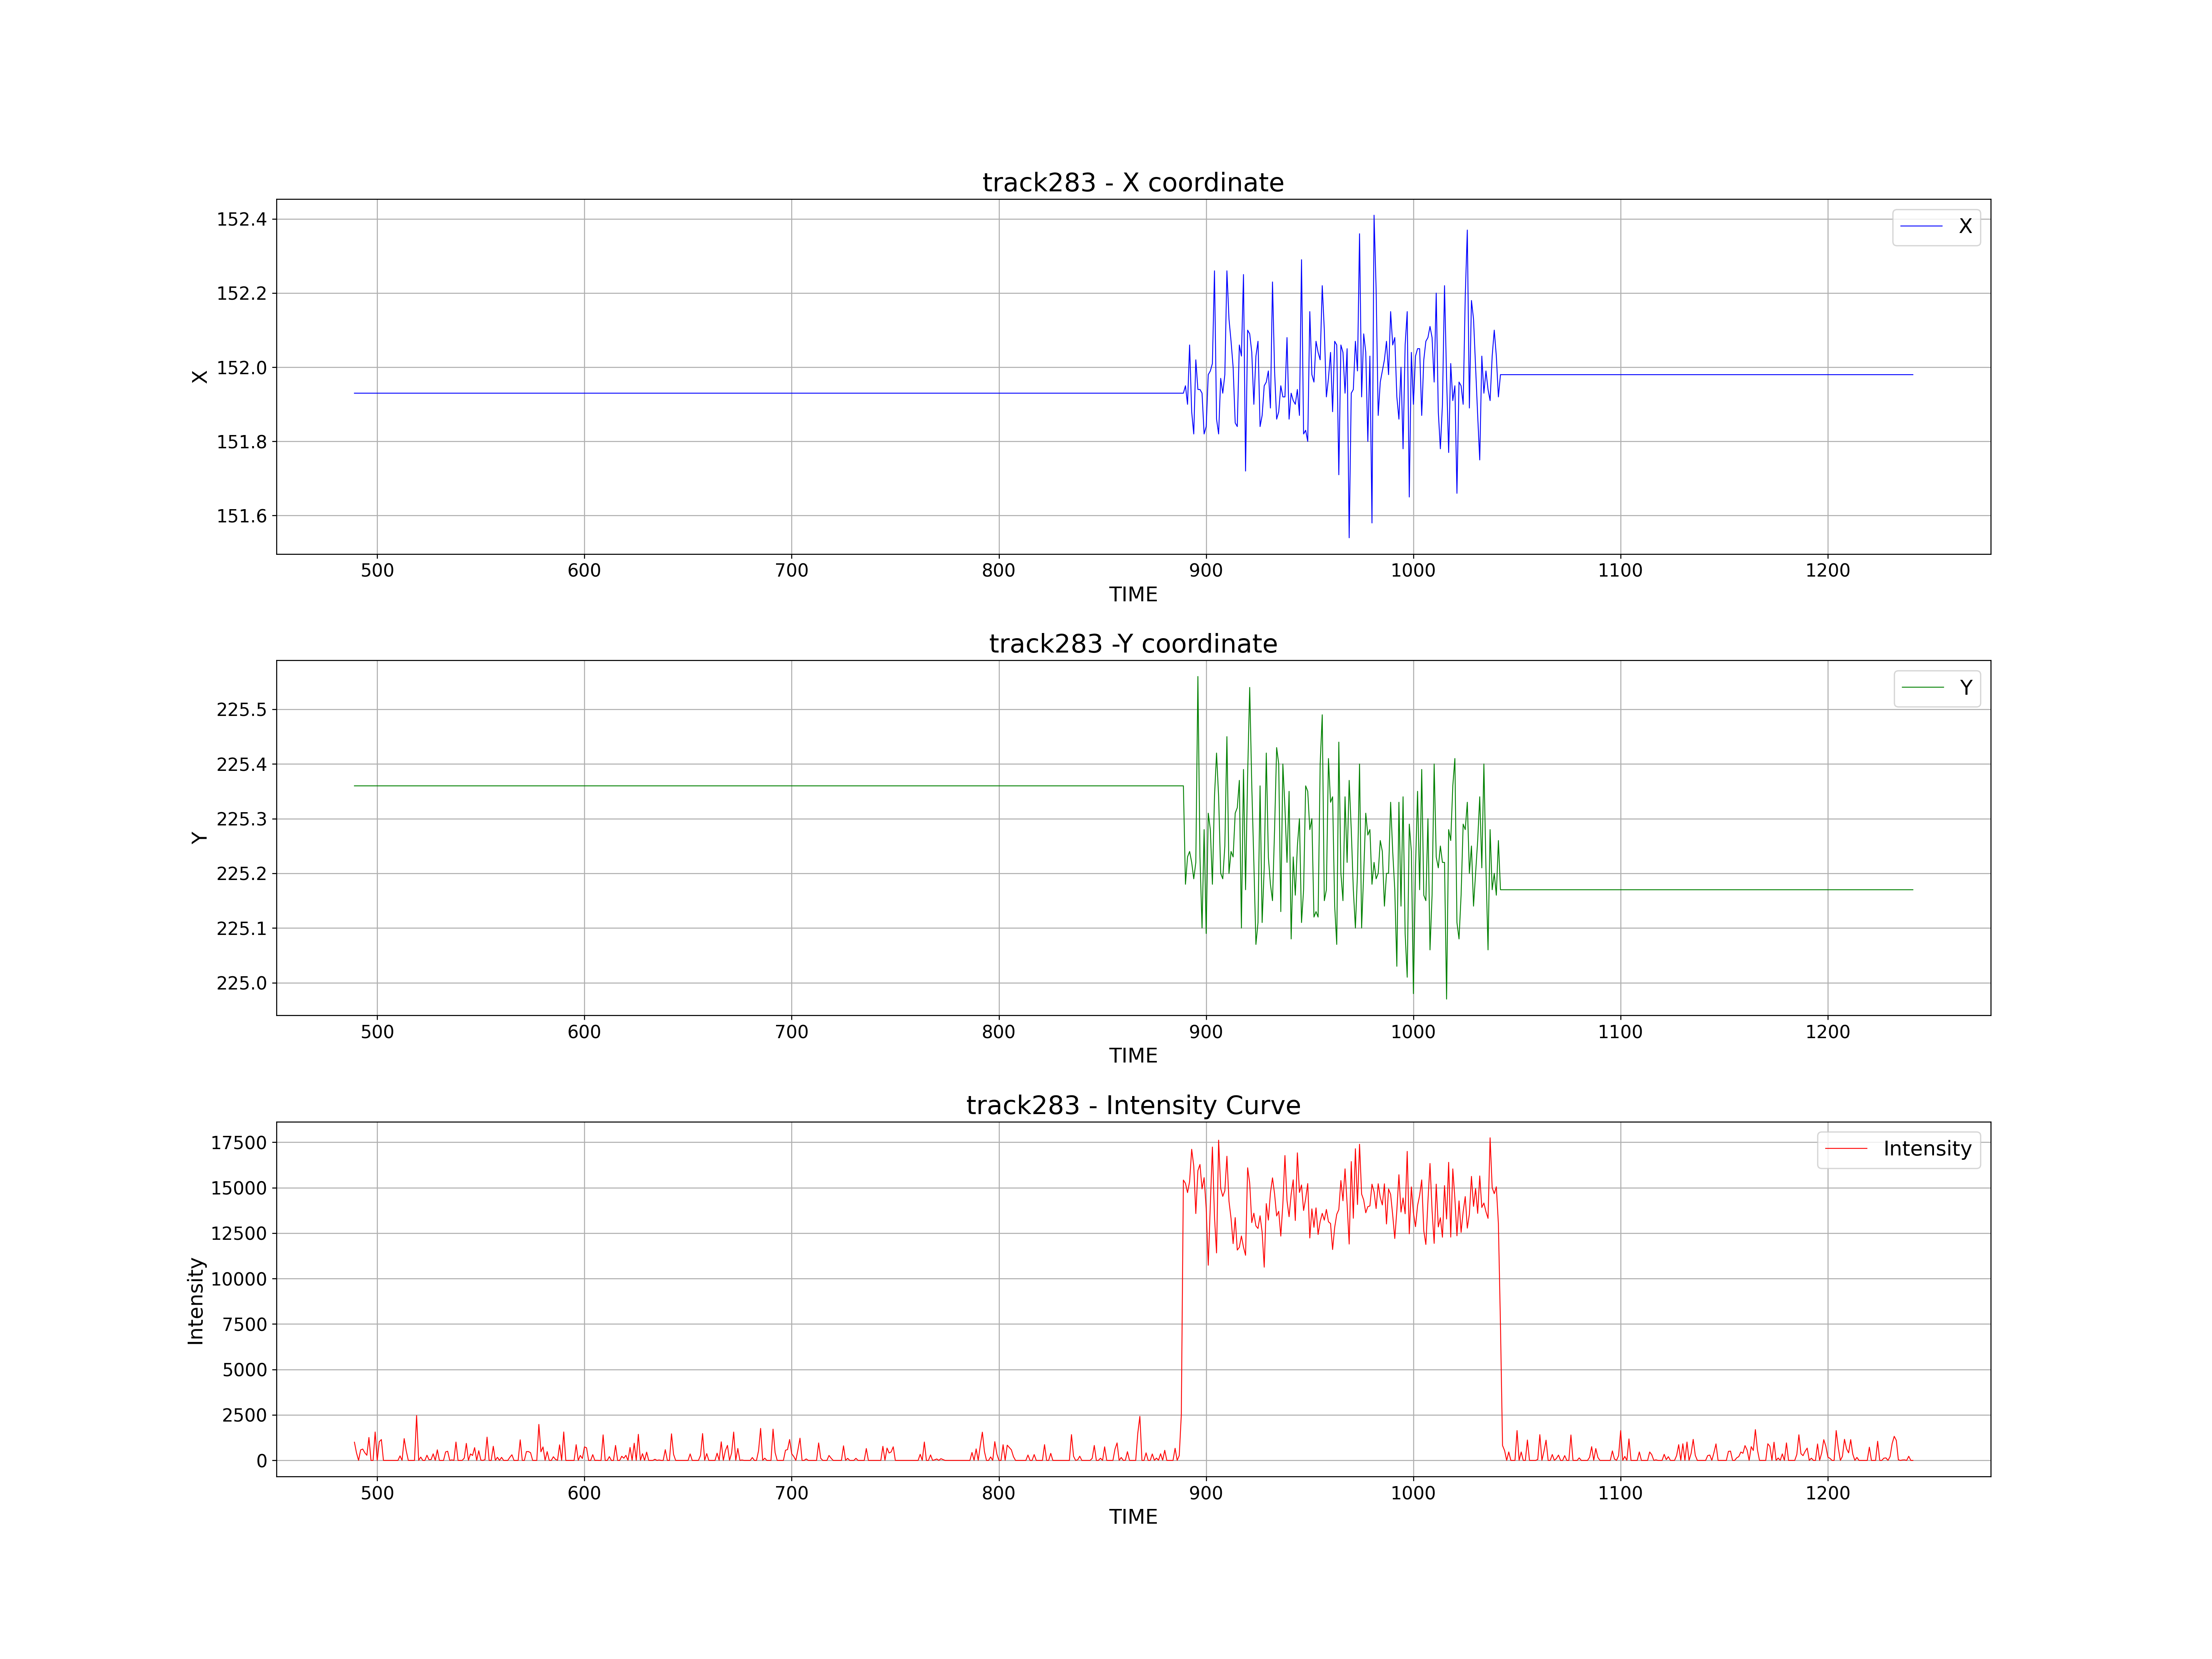 track283 - X coordinate
152.4
152.2
152.0
151.8
151.6
X
X
500 600 700 800 900 1000 1100 1200
TIME
track283 -Y coordinate
225.5
225.4
225.3
225.2
225.1
225.0
Y
Y
500 600 700 800 900 1000 1100 1200
TIME
track283 - Intensity Curve
17500
15000
12500
10000
7500
5000
2500
0
Intensity
Intensity
500 600 700 800 900 1000 1100 1200
TIME